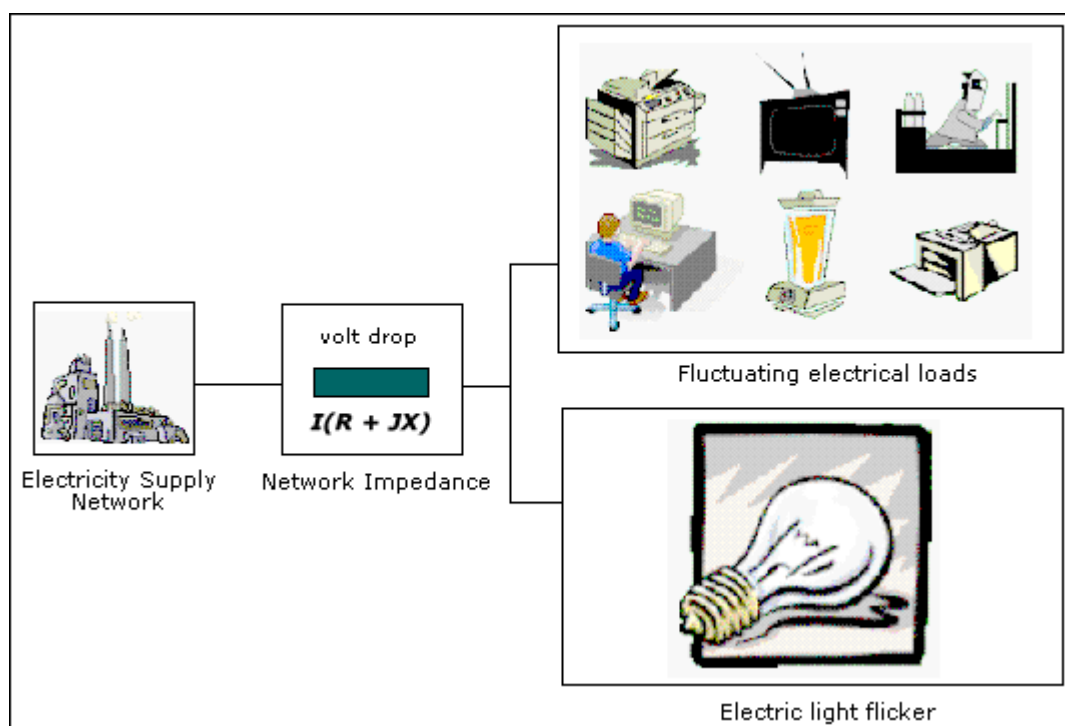 volt drop
I(R + JX)
Fluctuating electrical loads
Electricity Supply
Network
Network Impedance
Electric light flicker